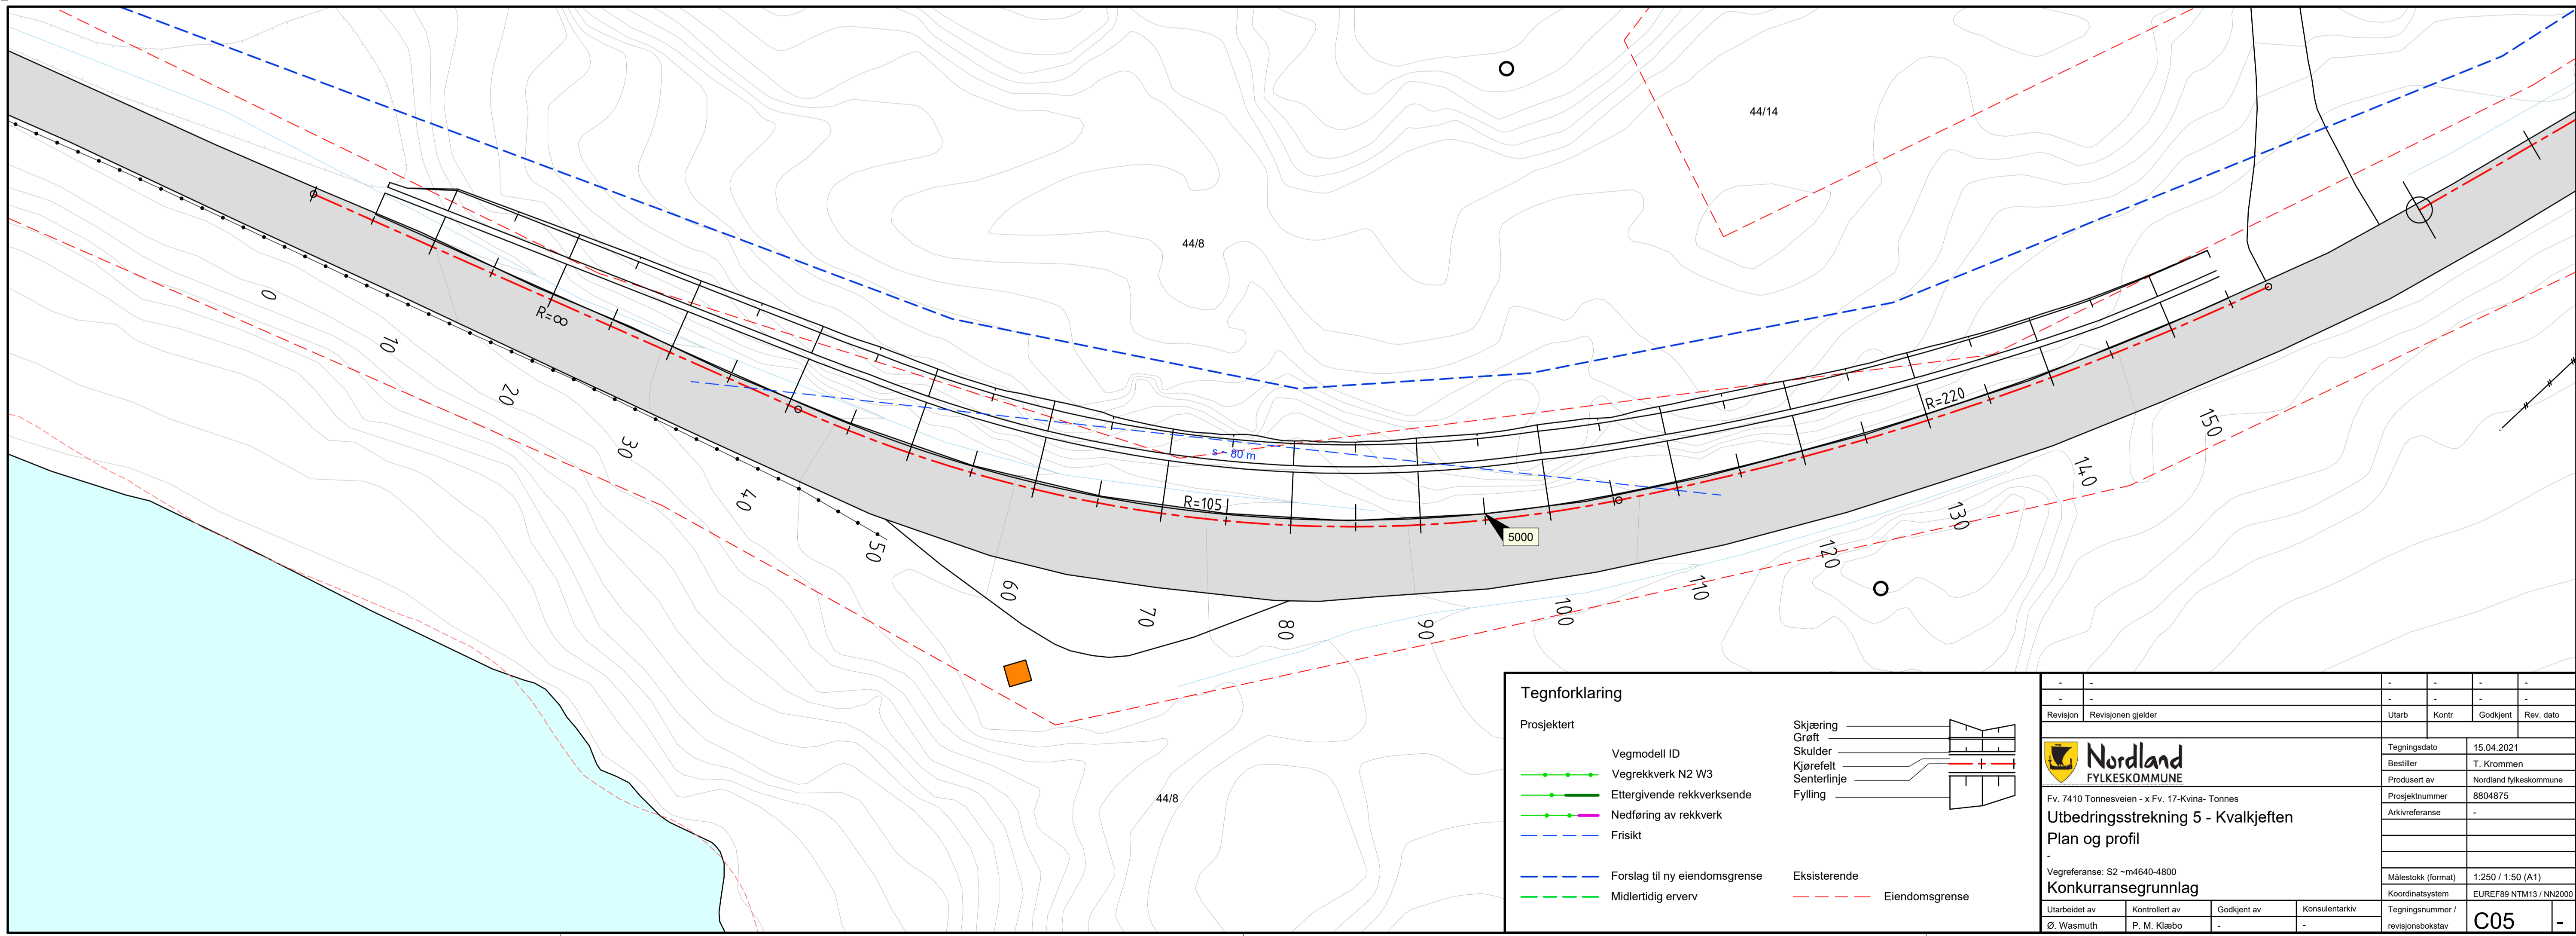 44/14
44/8
R=∞
0
10
20
30
40
50
60
70
80
90
100
110
120
130
140
150
s ~ 80 m
R=105
R=220
5000
44/8
Tegnforklaring
Prosjektert
Vegmodell ID
Vegrekkverk N2 W3
Ettergivende rekkverksende
Nedføring av rekkverk
Frisikt
Forslag til ny eiendomsgrense
Midlertidig erverv
Skjæring
Grøft
Skulder
Kjørefelt
Senterlinje
Fylling
Eksisterende
Eiendomsgrense
- - - - - -
- - - - - -
Revisjon Revisjonen gjelder Utarb Kontr Godkjent Rev. dato
Nordland
FYLKESKOMMUNE
Tegningsdato 15.04.2021
Bestiller T. Krommen
Produsert av Nordland fylkeskommune
Prosjektnummer 8804875
Arkivreferanse -
Fv. 7410 Tonnesveien - x Fv. 17-Kvina- Tonnes
Utbedringsstrekning 5 - Kvalkjeften
Plan og profil
-
Vegreferanse: S2 ~m4640-4800
Konkurransegrunnlag
Målestokk (format) 1:250 / 1:50 (A1)
Koordinatsystem EUREF89 NTM13 / NN2000
Utarbeidet av Kontrollert av Godkjent av Konsulentarkiv
Ø. Wasmuth P. M. Klæbo - -
Tegningsnummer /
revisjonsbokstav C05 -